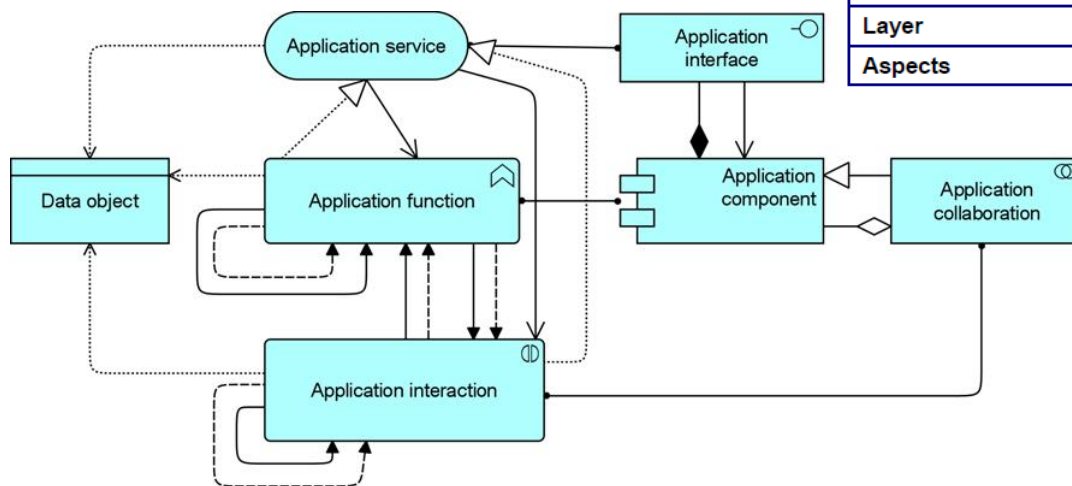 Application service
Application
interface
Layer
Aspects
Data object
Application function
Application
component
Application
collaboration
Application interaction